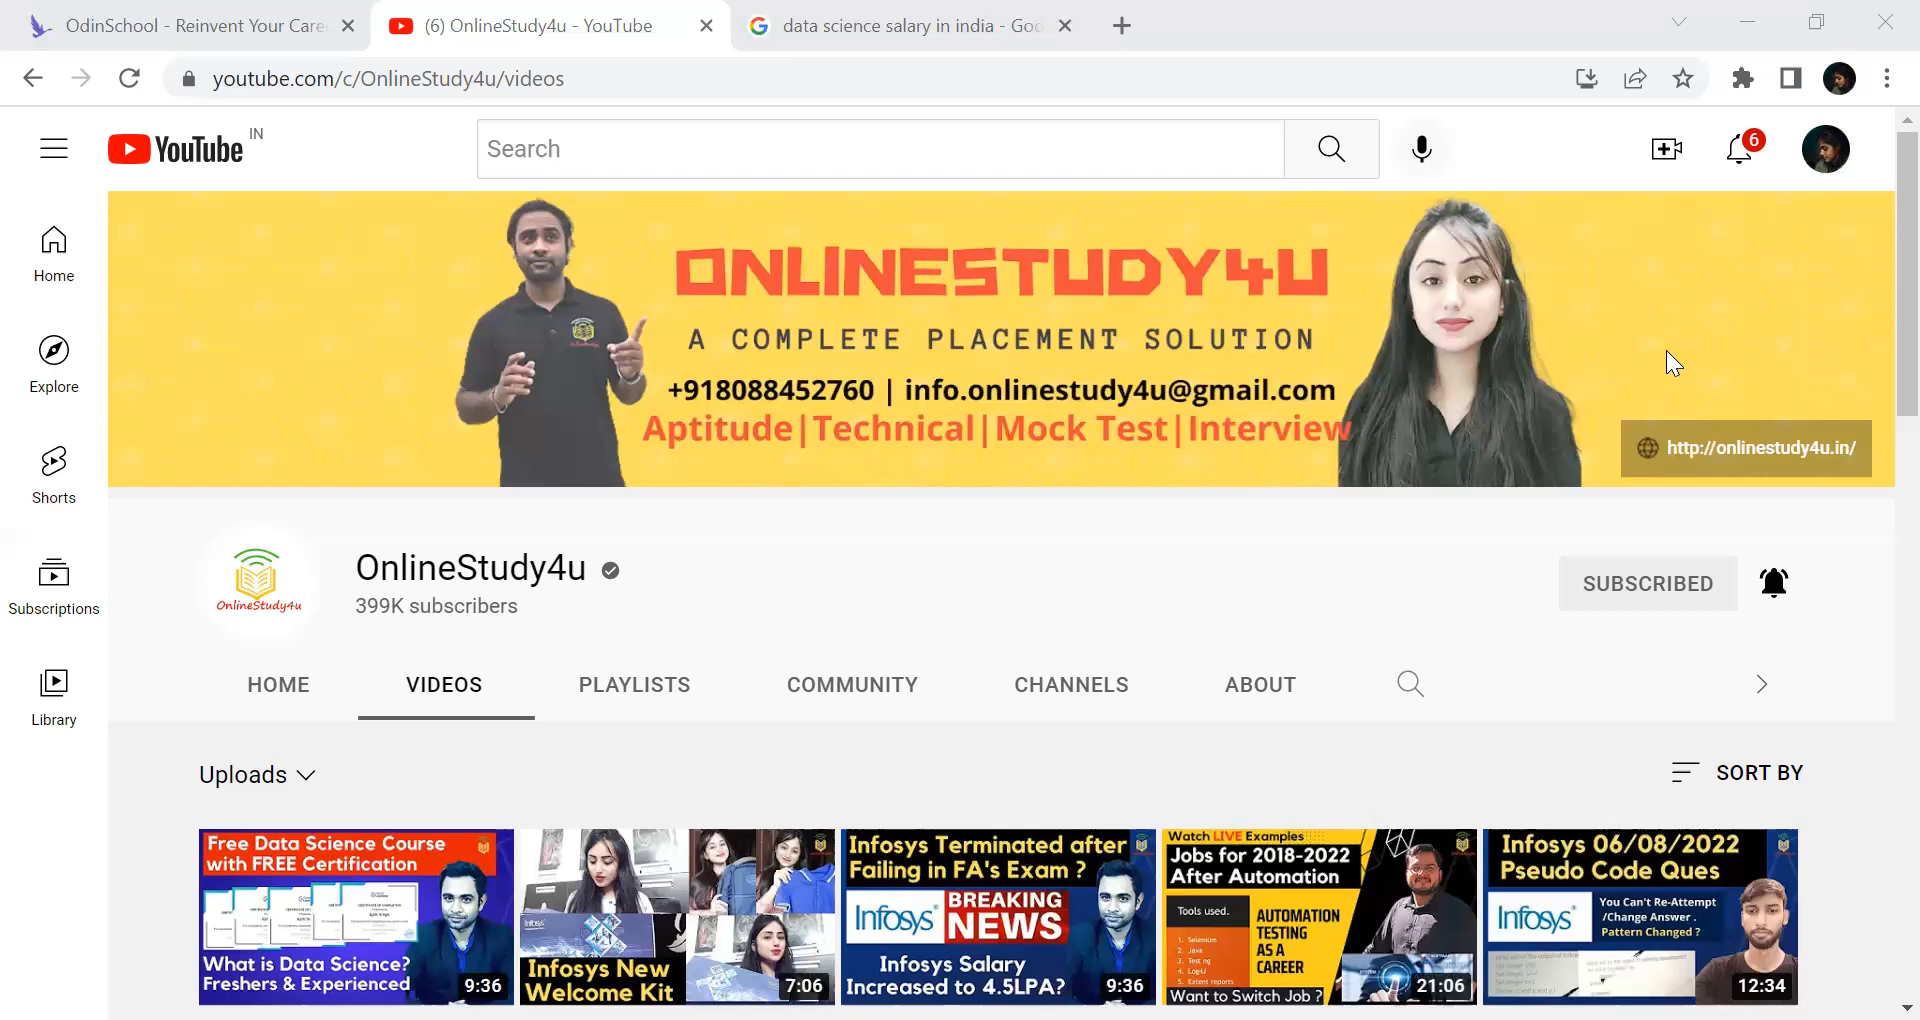 OdinSchool - Reinvent Your Care
(6) OnlineStudy4u - YouTube
data science salary in india - Goo
youtube.com/c/OnlineStudy4u/videos
YouTube
IN
Search
6
Home
Explore
Shorts
Subscriptions
Library
ONLINESTUDY4U
A COMPLETE PLACEMENT SOLUTION
+918088452760 | info.onlinestudy4u@gmail.com
Aptitude|Technical|Mock Test|Interview
http://onlinestudy4u.in/
OnlineStudy4u
OnlineStudy4u
399K subscribers
SUBSCRIBED
HOME
VIDEOS
PLAYLISTS
COMMUNITY
CHANNELS
ABOUT
Uploads
SORT BY
Free Data Science Course
with FREE Certification
What is Data Science?
Freshers & Experienced
9:36
Infosys New
Welcome Kit
7:06
Infosys Terminated after
Failing in FA's Exam ?
Infosys
BREAKING
NEWS
Infosys Salary
Increased to 4.5LPA?
9:36
Watch LIVE Examples
Jobs for 2018-2022
After Automation
Tools used.
1. Selenium
2. Java
3. Testng
4. Log4J
5. Extent reports
AUTOMATION
TESTING
AS A
CAREER
Want to Switch Job ?
21:06
Infosys 06/08/2022
Pseudo Code Ques
Infosys
You Can't Re-Attempt
/Change Answer .
Pattern Changed ?
12:34